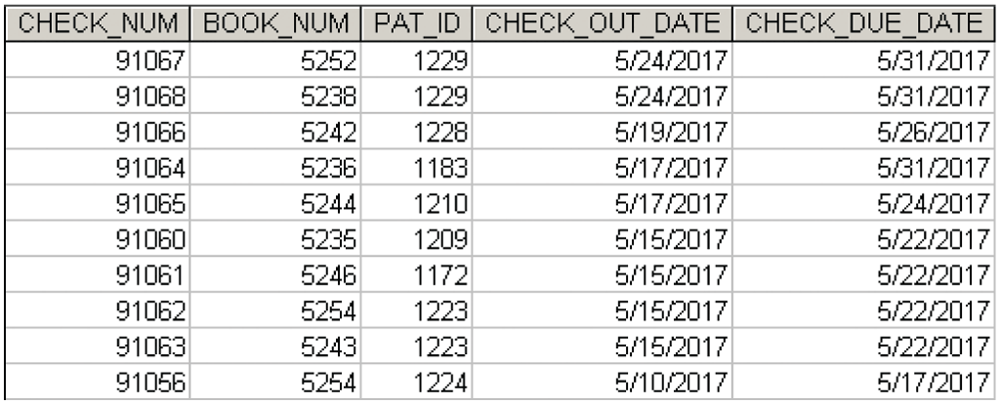 CHECK_NUM BOOK_NUM PAT_ID CHECK_OUT_DATE CHECK_DUE_DATE
91067 5252 1229 5/24/2017 5/31/2017
91068 5238 1229 5/24/2017 5/31/2017
91066 5242 1228 5/19/2017 5/26/2017
91064 5236 1183 5/17/2017 5/31/2017
91065 5244 1210 5/17/2017 5/24/2017
91060 5235 1209 5/15/2017 5/22/2017
91061 5246 1172 5/15/2017 5/22/2017
91062 5254 1223 5/15/2017 5/22/2017
91063 5243 1223 5/15/2017 5/22/2017
91056 5254 1224 5/10/2017 5/17/2017